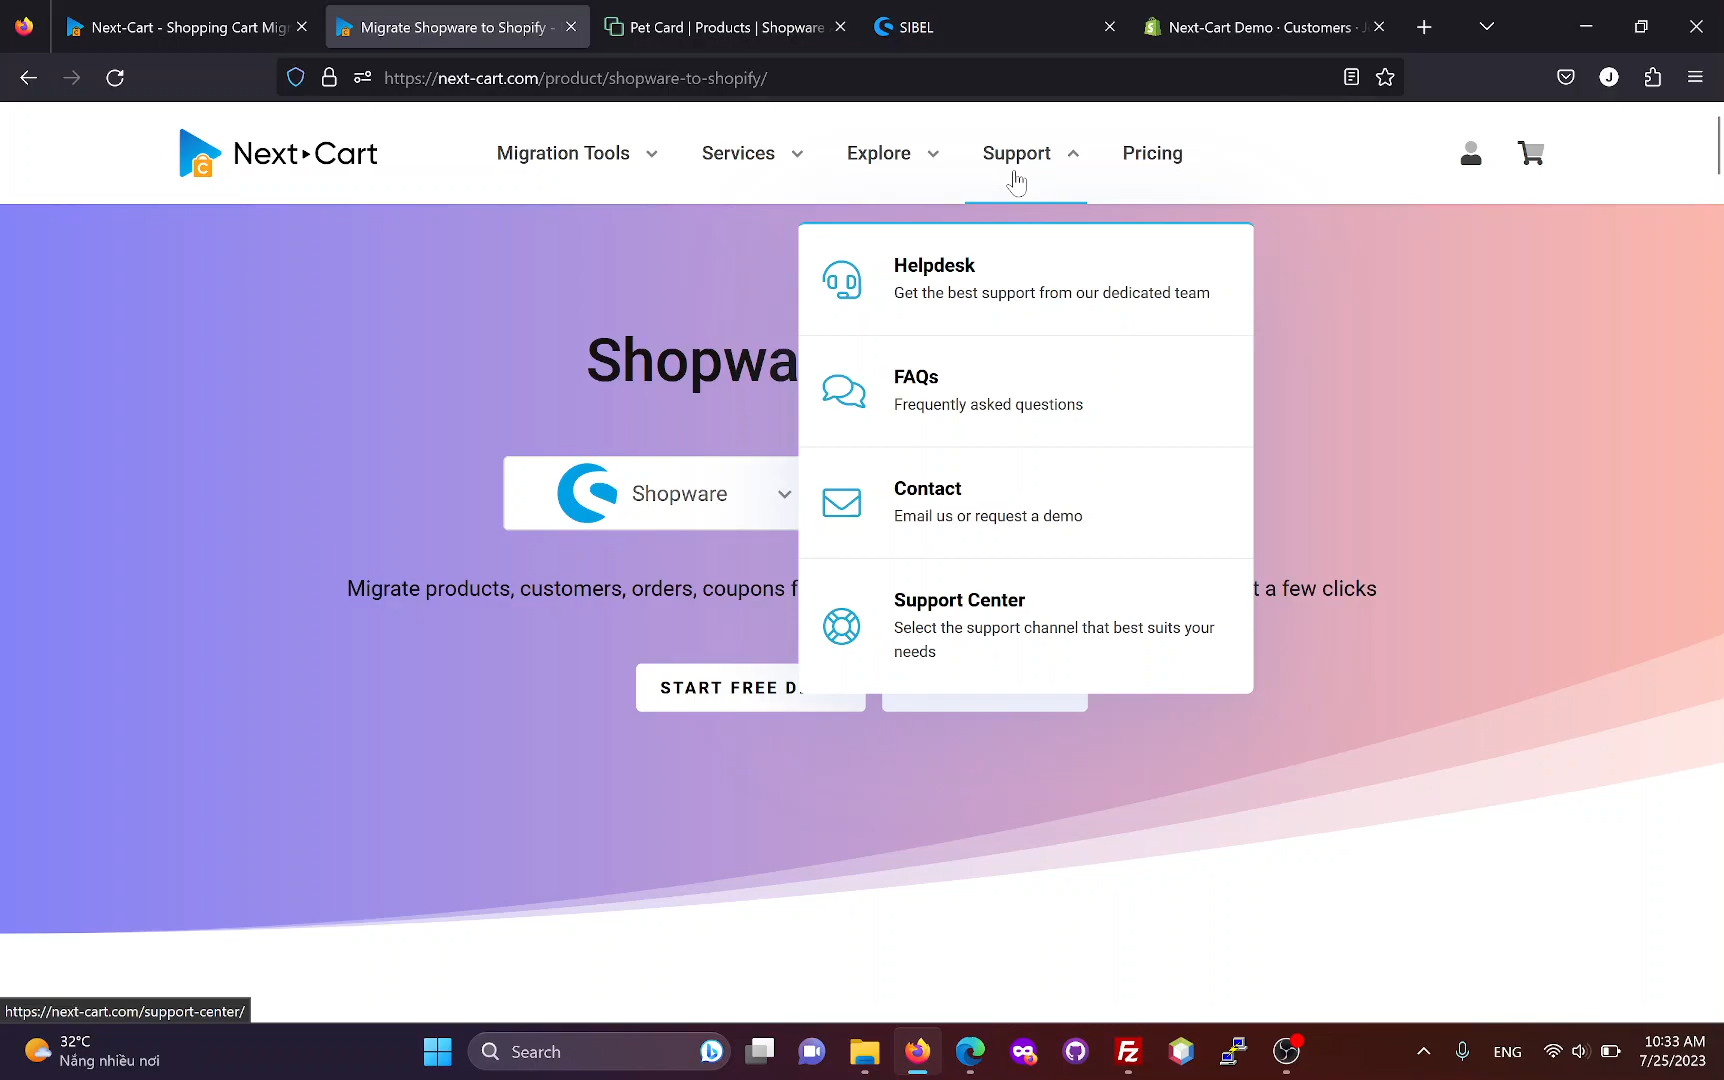 Next-Cart - Shopping Cart Migr
Migrate Shopware to Shopify -
Pet Card | Products | Shopware
SIBEL
Next-Cart Demo · Customers ·
https://next-cart.com/product/shopware-to-shopify/
J
Next Cart
Migration Tools
Services
Explore
Support
Pricing
Helpdesk
Get the best support from our dedicated team
Shopwa
FAQs
Frequently asked questions
Shopware
Contact
Email us or request a demo
Migrate products, customers, orders, coupons f
t a few clicks
Support Center
Select the support channel that best suits your
needs
START FREE D
https://next-cart.com/support-center/
32°C
Nắng nhiều nơi
Search
ENG
10:33 AM
7/25/2023